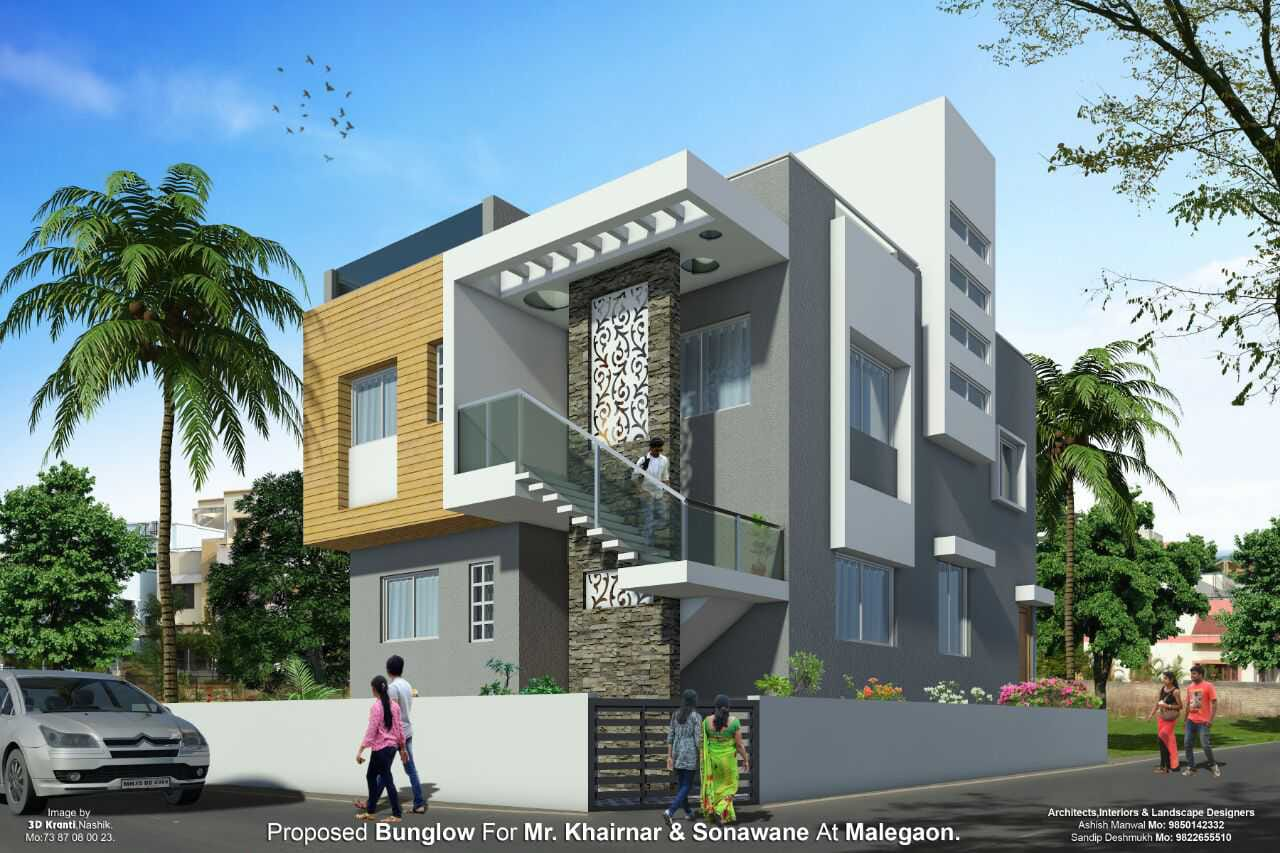 Image by
3D Kranti,Nashik.
Mo:73 87 08 00 23.
Proposed Bunglow For Mr. Khairnar & Sonawane At Malegaon.
Architects,Interiors & Landscape Designers
Ashish Manwal Mo: 9850142332
Sandip Deshmukh Mo: 9822655510